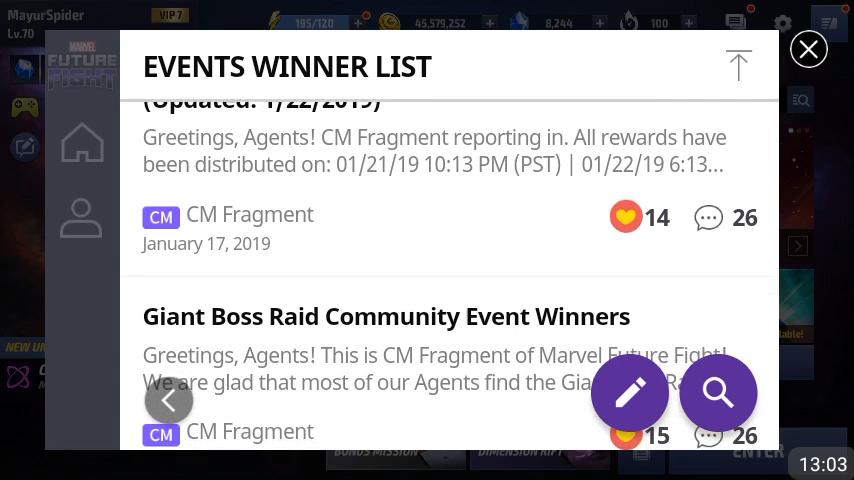 MayurSpider
VIP 7
195/120
45,579,252
8,244
100
Lv.70
MARVEL
FUTURE
FIGHT
EVENTS WINNER LIST
(Updated: 1/22/2019)
Greetings, Agents! CM Fragment reporting in. All rewards have
been distributed on: 01/21/19 10:13 PM (PST) | 01/22/19 6:13...
CM CM Fragment
14
26
January 17, 2019
Giant Boss Raid Community Event Winners
Greetings, Agents! This is CM Fragment of Marvel Future Fight!
We are glad that most of our Agents find the Gia
CM CM Fragment
15
26
NEW UN
lable!
BONUS MISSION
DIMENSION RIFT
ENTER
13:03